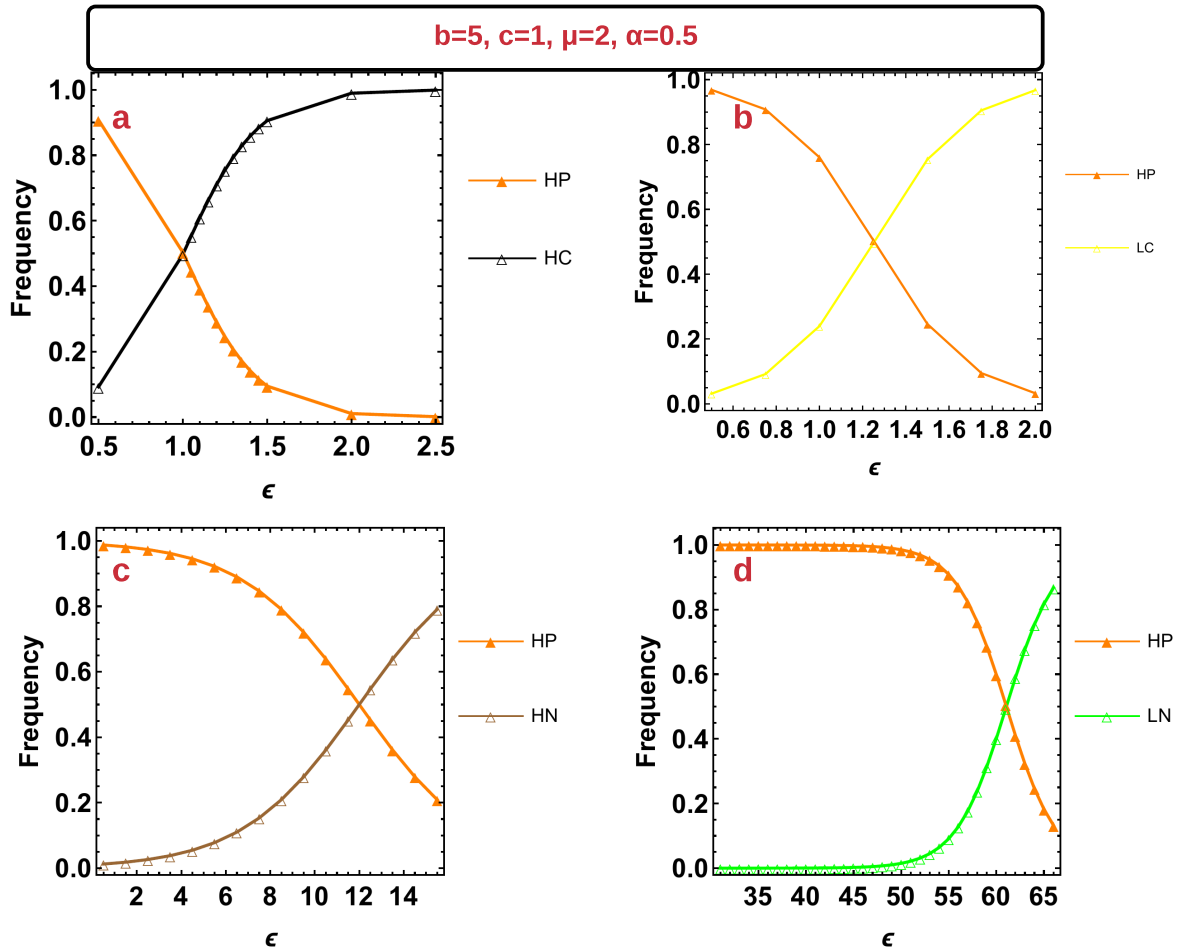 b=5, c=1, μ=2, α=0.5
a
1.0
0.8
0.6
0.4
0.2
0.0
Frequency
0.5 1.0 1.5 2.0 2.5
ϵ
HP
HC
b
1.0
0.8
0.6
0.4
0.2
0.0
Frequency
0.6 0.8 1.0 1.2 1.4 1.6 1.8 2.0
ϵ
HP
LC
c
1.0
0.8
0.6
0.4
0.2
0.0
Frequency
2 4 6 8 10 12 14
ϵ
HP
HN
d
1.0
0.8
0.6
0.4
0.2
0.0
Frequency
35 40 45 50 55 60 65
ϵ
HP
LN